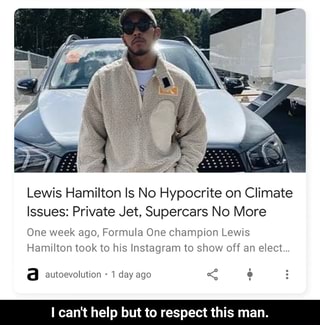 Lewis Hamilton Is No Hypocrite on Climate
Issues: Private Jet, Supercars No More
One week ago, Formula One champion Lewis
Hamilton took to his Instagram to show off an elect...
a autoevolution • 1 day ago
I can't help but to respect this man.